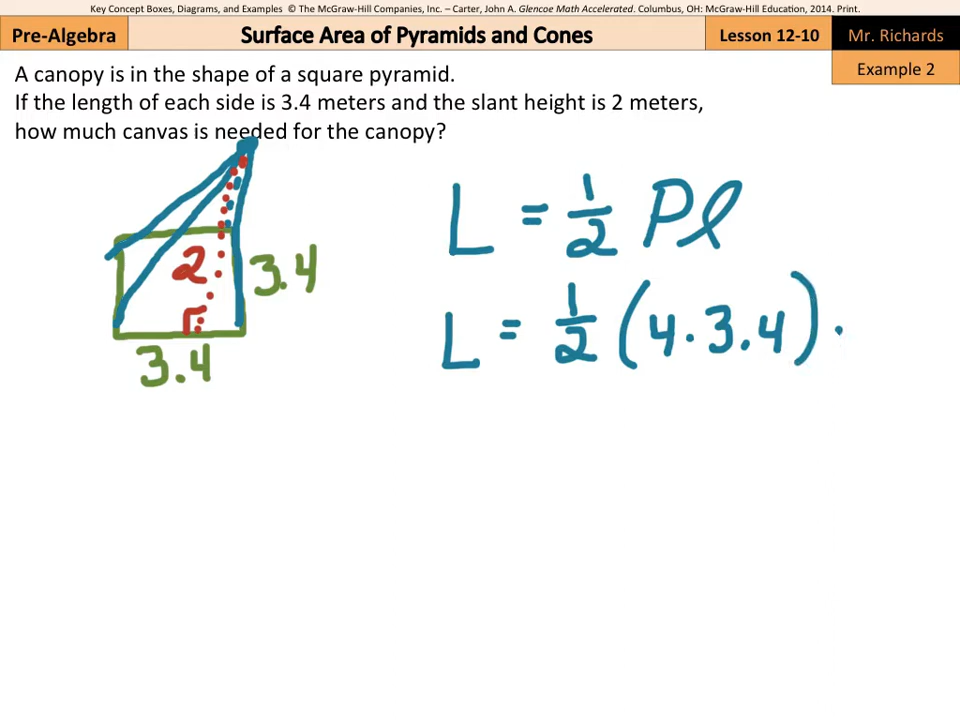 Key Concept Boxes, Diagrams, and Examples © The McGraw-Hill Companies, Inc. – Carter, John A. Glencoe Math Accelerated. Columbus, OH: McGraw-Hill Education, 2014. Print.
Pre-Algebra
Surface Area of Pyramids and Cones
Lesson 12-10
Mr. Richards
Example 2
A canopy is in the shape of a square pyramid.
If the length of each side is 3.4 meters and the slant height is 2 meters,
how much canvas is needed for the canopy?
2
3.4
3.4
L = 1/2 Pℓ
L = 1/2 (4·3.4)·